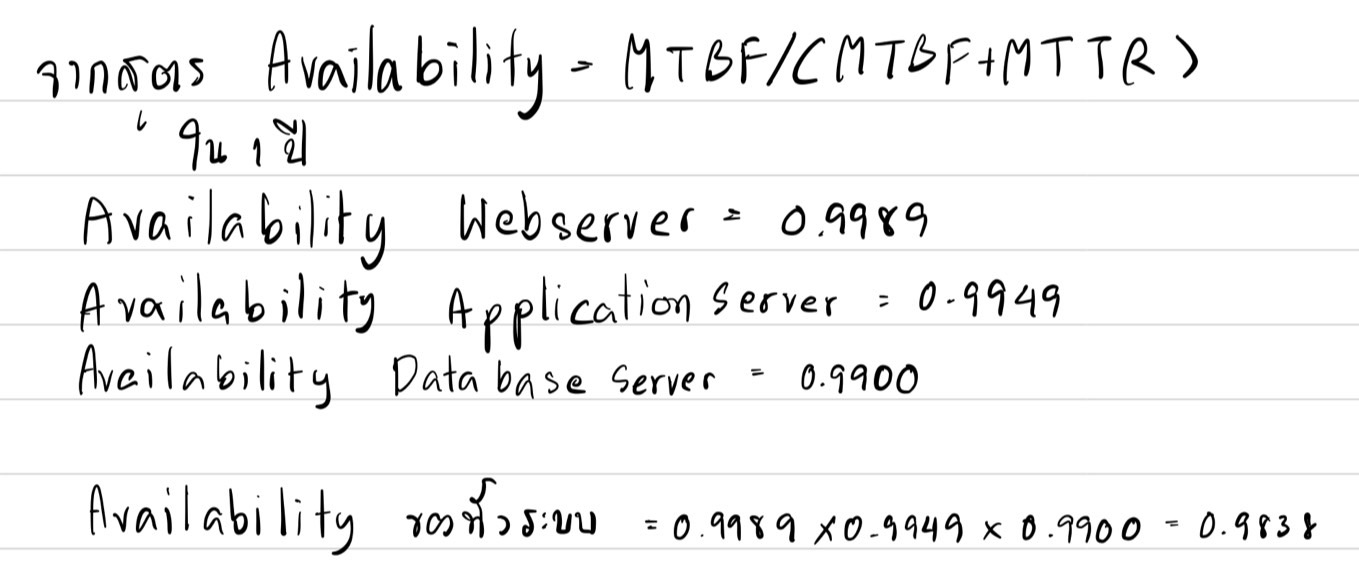 จากสูตร Availability = MTBF/(MTBF+MTTR)
ใน 1 ปี
Availability Webserver = 0.9989
Availability Application Server = 0.9949
Availability Database Server = 0.9900
Availability ของทั้งระบบ = 0.9989 × 0.9949 × 0.9900 = 0.9838